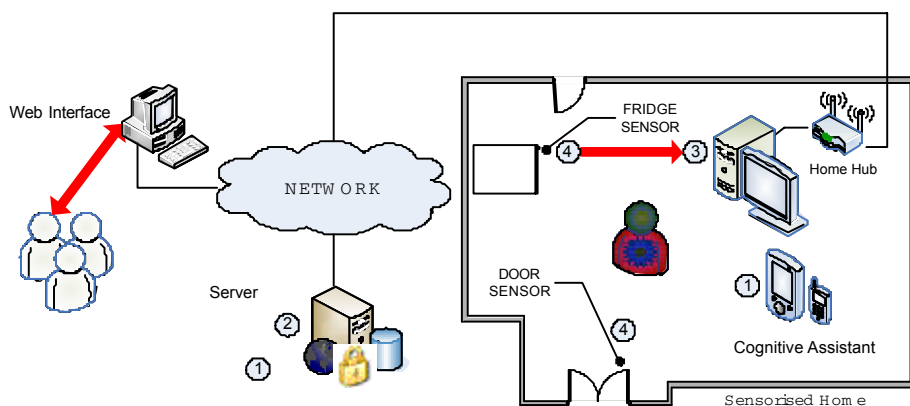 Web Interface
NETWORK
Server
2
1
FRIDGE
SENSOR
4
3
Home Hub
DOOR
SENSOR
4
1
Cognitive Assistant
Sensorised Home